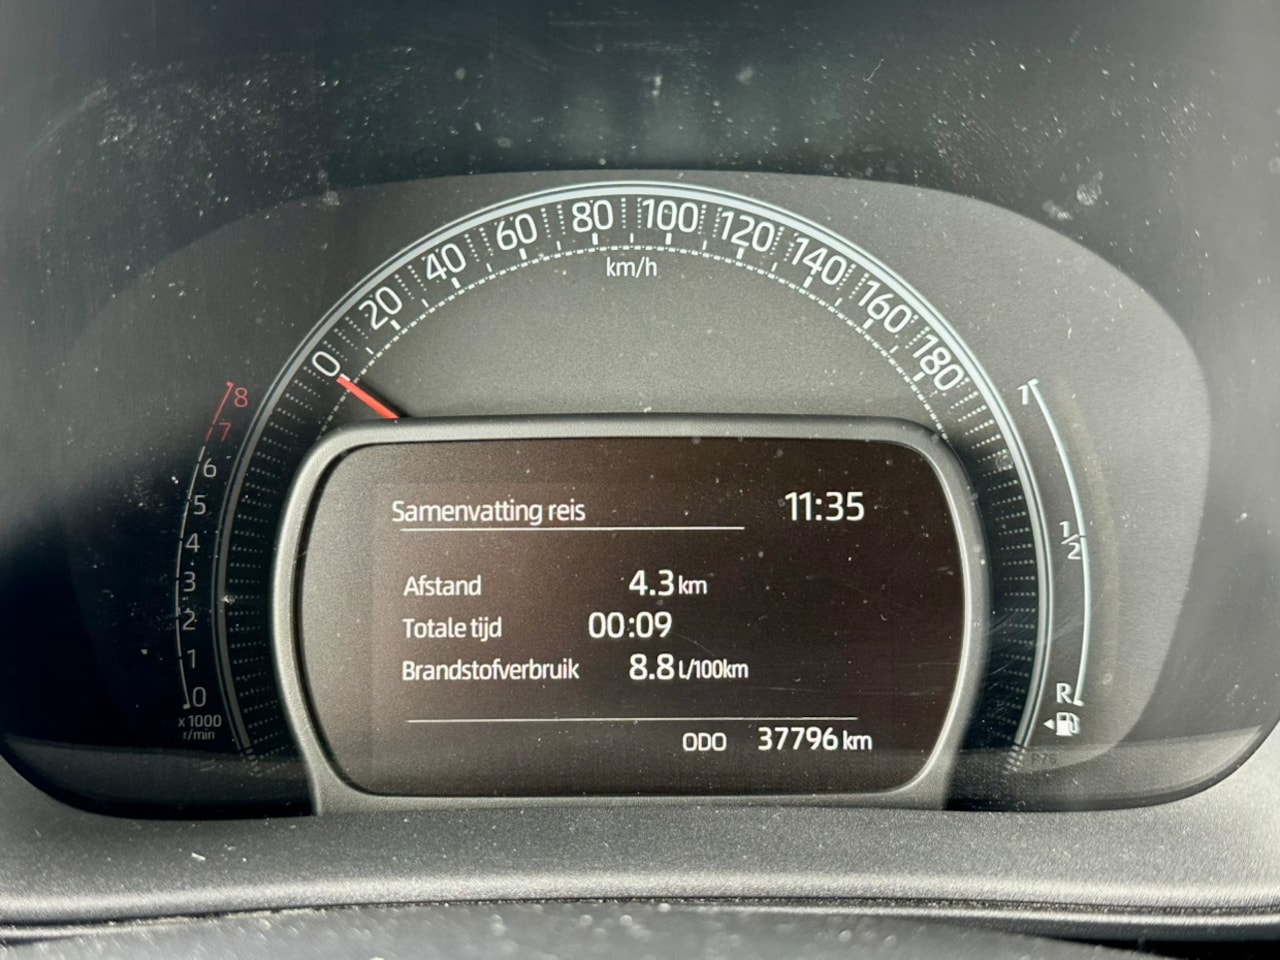 0 20 40 60 80 100 120 140 160 180
km/h
8
7
6
5
4
3
2
1
0
x1000
r/min
Samenvatting reis 11:35
Afstand 4.3 km
Totale tijd 00:09
Brandstofverbruik 8.8 L/100km
ODO 37796 km
1
1/2
R